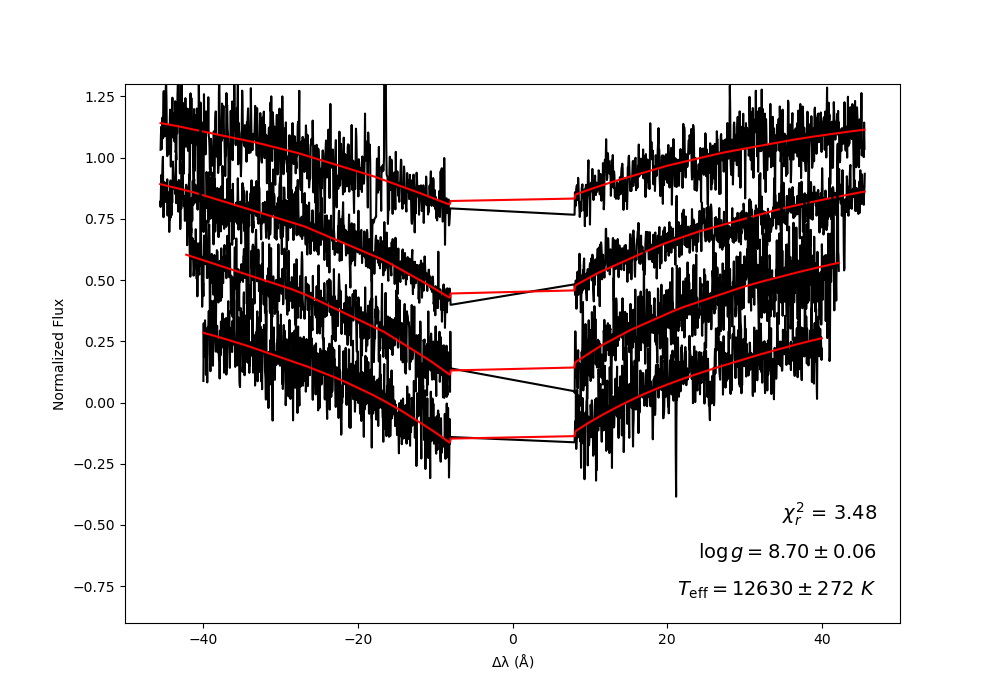 1.25
1.00
0.75
0.50
0.25
0.00
−0.25
−0.50
−0.75
Normalized Flux
χ²ᵣ = 3.48
log g = 8.70 ± 0.06
T_eff = 12630 ± 272 K
−40
−20
0
20
40
Δλ (Å)